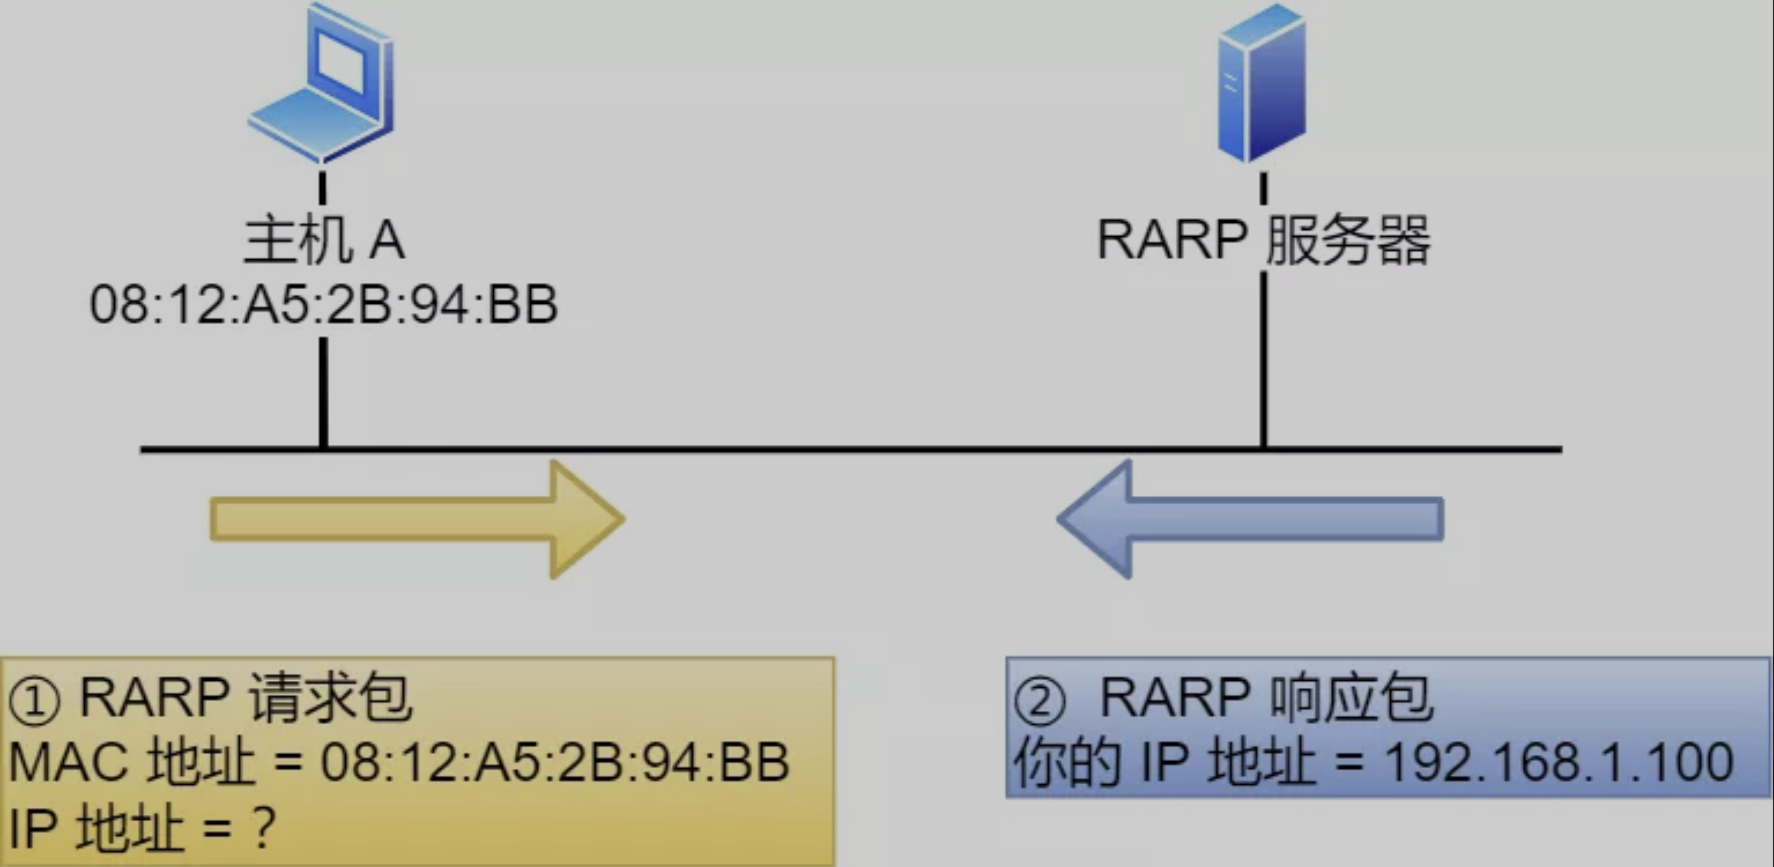 主机 A
08:12:A5:2B:94:BB
RARP 服务器
① RARP 请求包
MAC 地址 = 08:12:A5:2B:94:BB
IP 地址 = ？
② RARP 响应包
你的 IP 地址 = 192.168.1.100